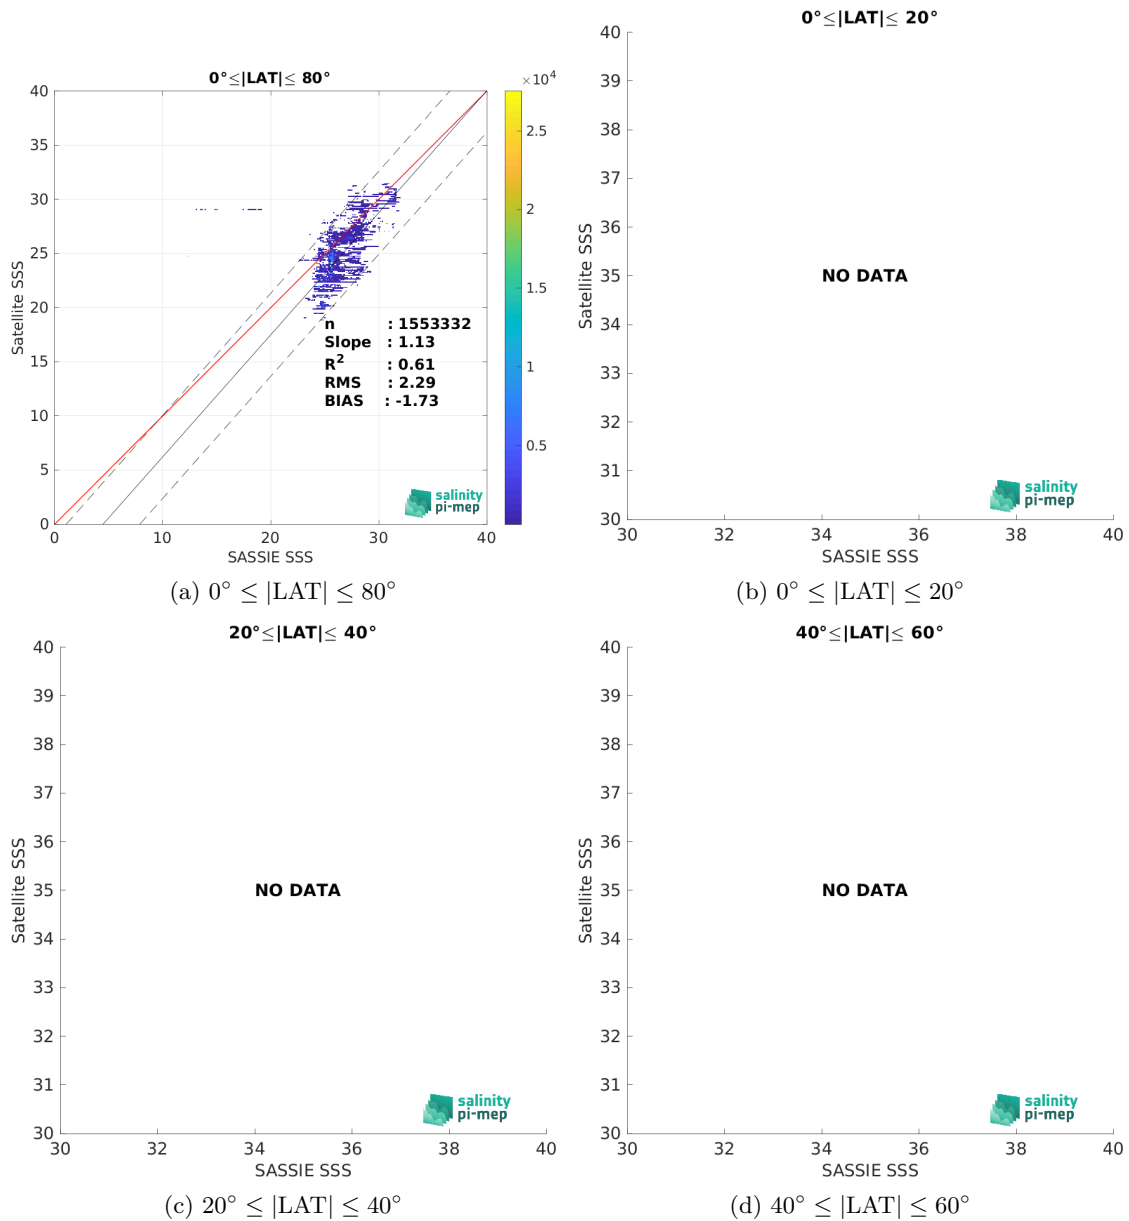 0°≤|LAT|≤ 80°
×10⁴
40
35
30
25
20
15
10
5
0
Satellite SSS
2.5
2
1.5
1
0.5
n : 1553332
Slope : 1.13
R² : 0.61
RMS : 2.29
BIAS : -1.73
salinity
pi-mep
0 10 20 30 40
SASSIE SSS
(a) 0° ≤ |LAT| ≤ 80°
0°≤|LAT|≤ 20°
40
39
38
37
36
35
34
33
32
31
30
Satellite SSS
NO DATA
salinity
pi-mep
30 32 34 36 38 40
SASSIE SSS
(b) 0° ≤ |LAT| ≤ 20°
20°≤|LAT|≤ 40°
40
39
38
37
36
35
34
33
32
31
30
Satellite SSS
NO DATA
salinity
pi-mep
30 32 34 36 38 40
SASSIE SSS
(c) 20° ≤ |LAT| ≤ 40°
40°≤|LAT|≤ 60°
40
39
38
37
36
35
34
33
32
31
30
Satellite SSS
NO DATA
salinity
pi-mep
30 32 34 36 38 40
SASSIE SSS
(d) 40° ≤ |LAT| ≤ 60°